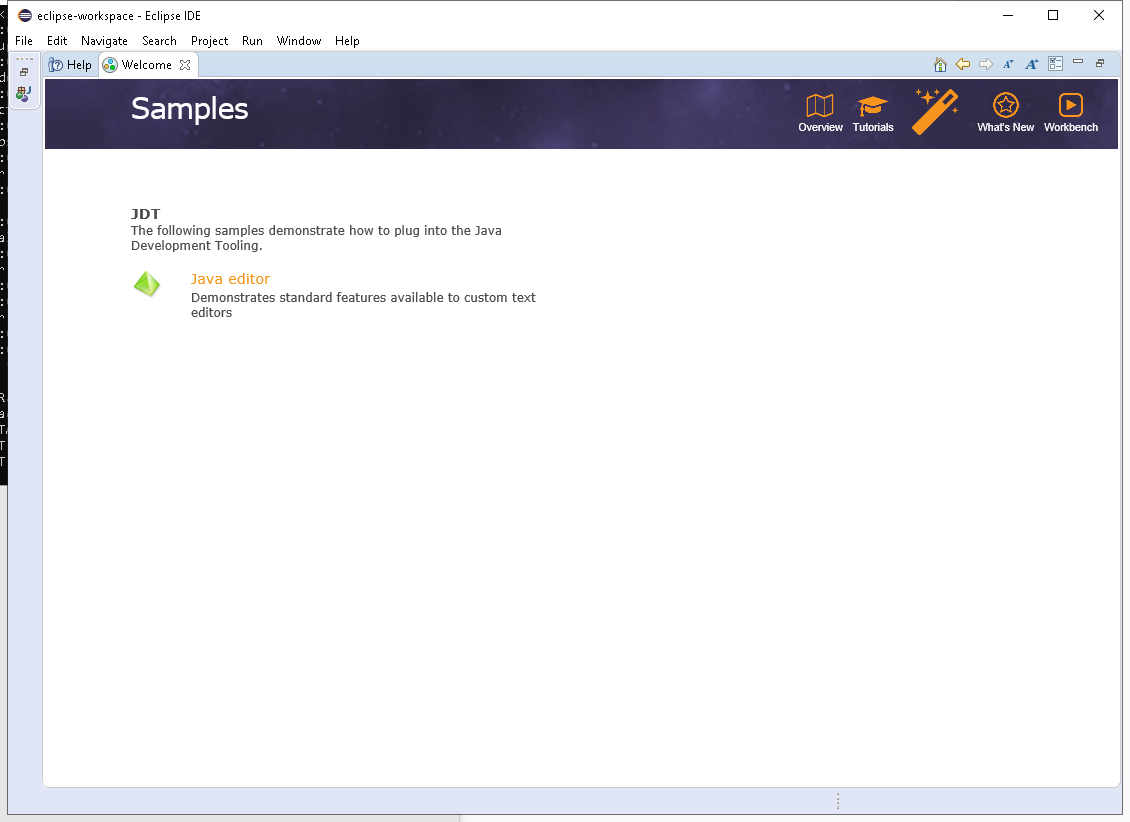 eclipse-workspace - Eclipse IDE
File Edit Navigate Search Project Run Window Help
Help Welcome
Samples
Overview Tutorials What's New Workbench
JDT
The following samples demonstrate how to plug into the Java
Development Tooling.
Java editor
Demonstrates standard features available to custom text
editors